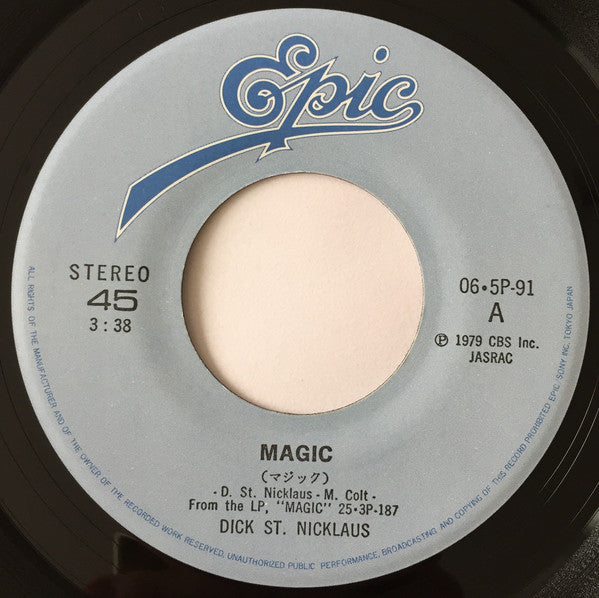 Epic
STEREO
45
3:38
06・5P-91
A
Ⓟ 1979 CBS Inc.
JASRAC
MAGIC
(マジック)
- D. St. Nicklaus - M. Colt -
From the LP, "MAGIC" 25・3P-187
DICK ST. NICKLAUS
ALL RIGHTS OF THE MANUFACTURER AND OF THE OWNER OF THE RECORDED WORK RESERVED. UNAUTHORIZED PUBLIC PERFORMANCE, BROADCASTING AND COPYING OF THIS RECORD PROHIBITED EPIC SONY INC. TOKYO JAPAN